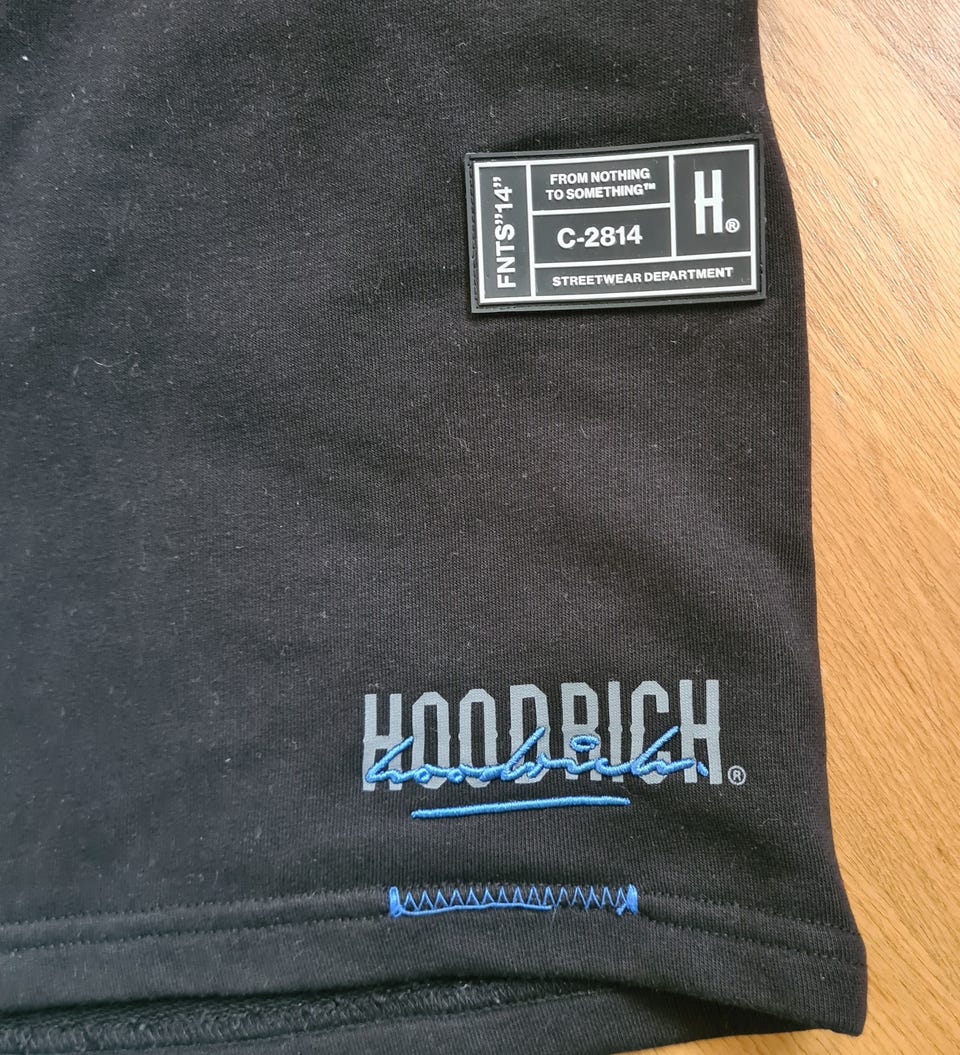 FNTS”14”
FROM NOTHING
TO SOMETHING™
H®
C-2814
STREETWEAR DEPARTMENT
HOODRICH®
hoodrich